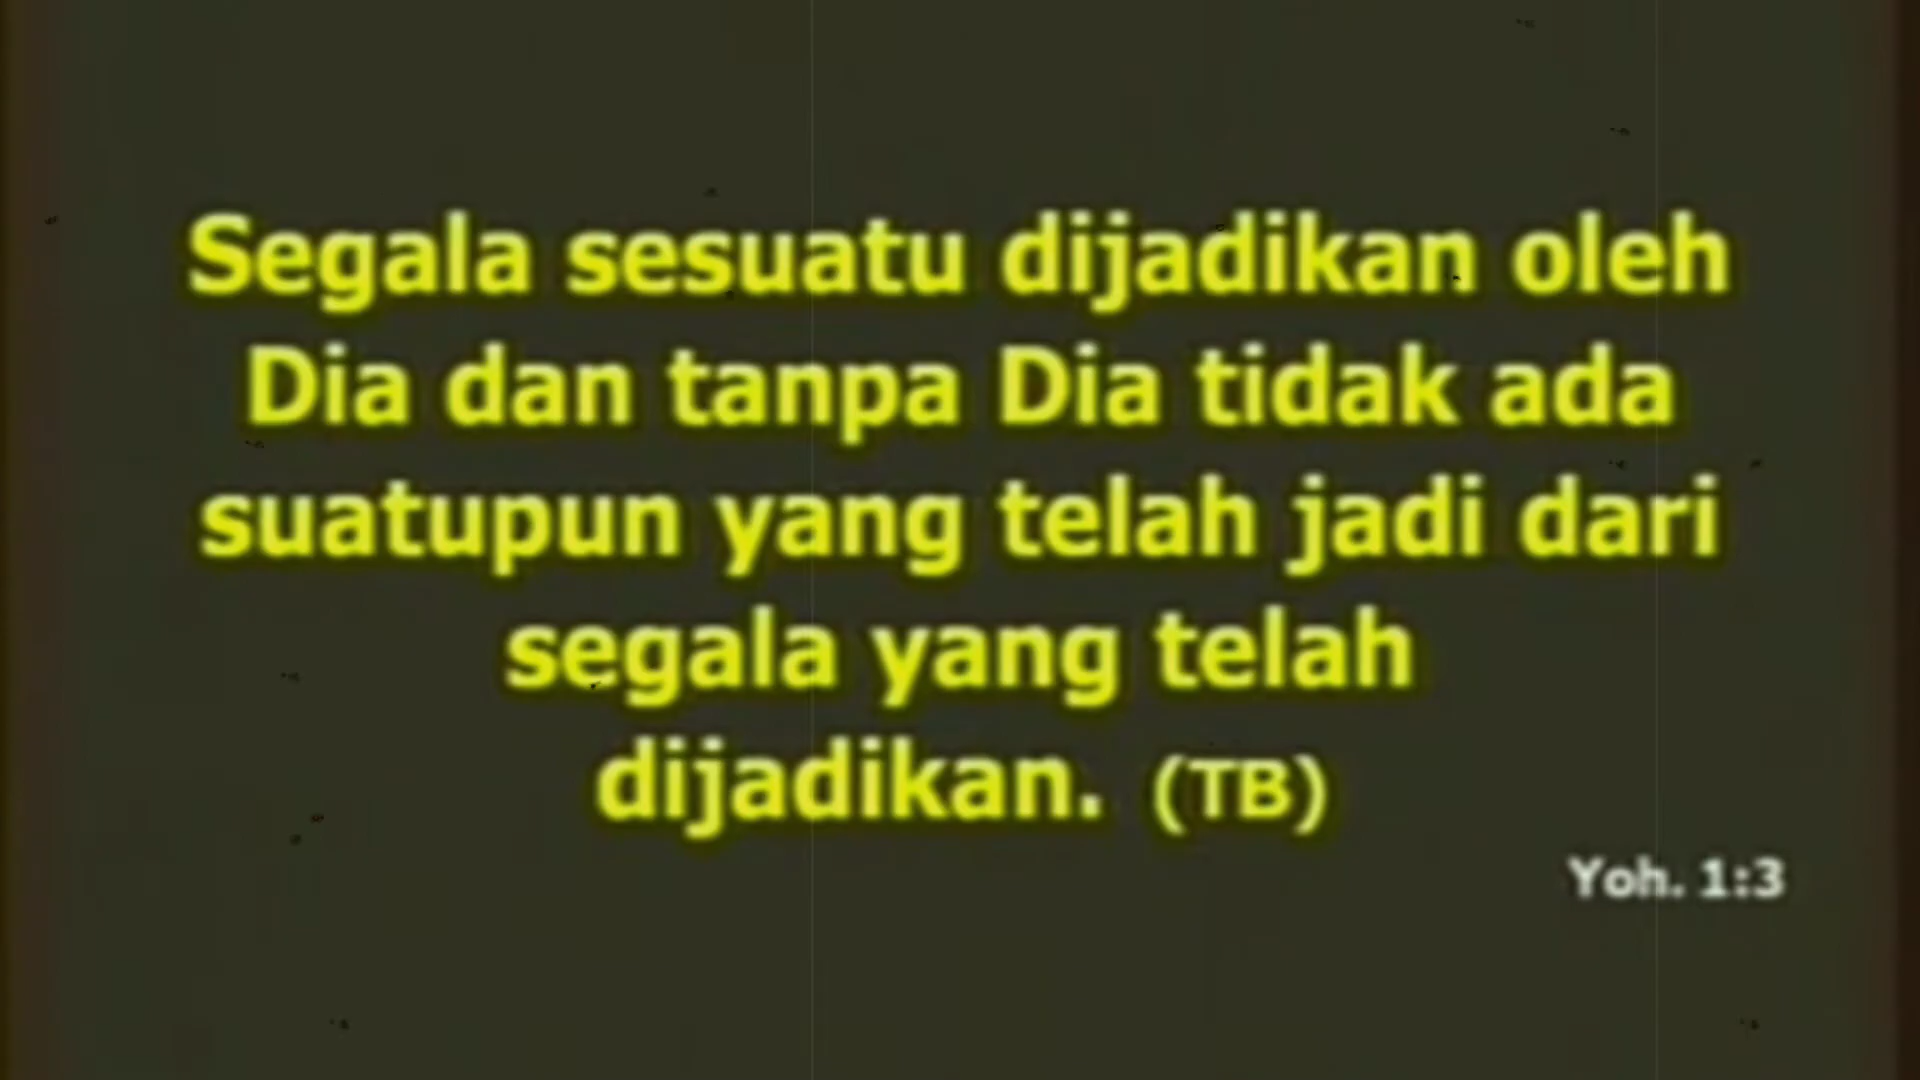 Segala sesuatu dijadikan oleh
Dia dan tanpa Dia tidak ada
suatupun yang telah jadi dari
segala yang telah
dijadikan. (TB)
Yoh. 1:3